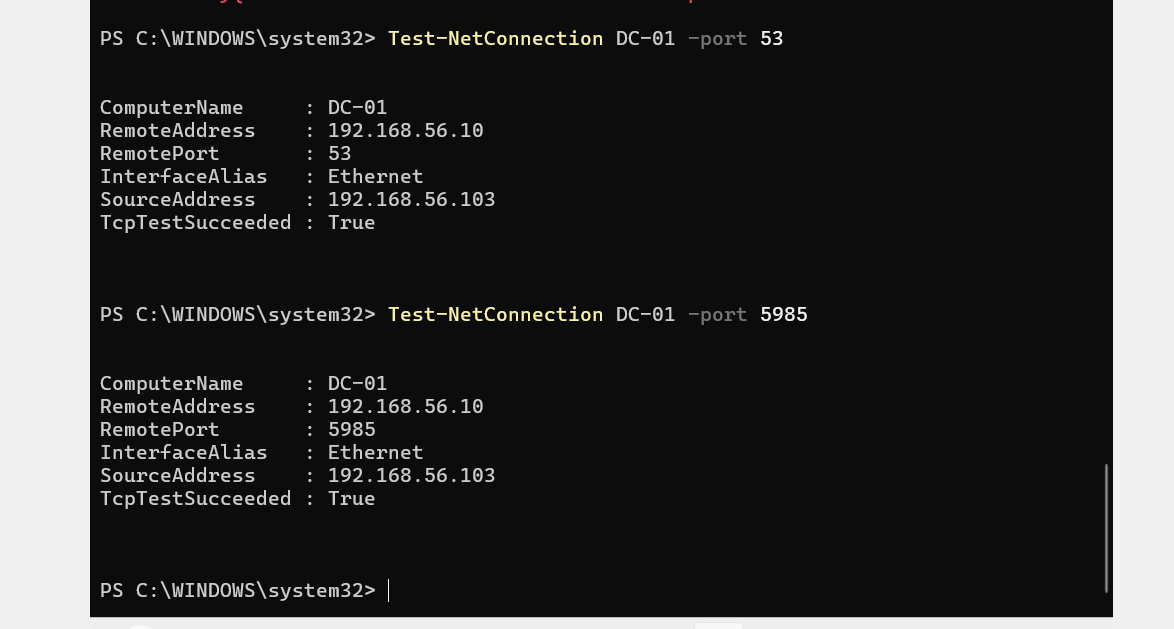 PS C:\WINDOWS\system32> Test-NetConnection DC-01 -port 53
ComputerName     : DC-01
RemoteAddress    : 192.168.56.10
RemotePort       : 53
InterfaceAlias   : Ethernet
SourceAddress    : 192.168.56.103
TcpTestSucceeded : True
PS C:\WINDOWS\system32> Test-NetConnection DC-01 -port 5985
ComputerName     : DC-01
RemoteAddress    : 192.168.56.10
RemotePort       : 5985
InterfaceAlias   : Ethernet
SourceAddress    : 192.168.56.103
TcpTestSucceeded : True
PS C:\WINDOWS\system32>